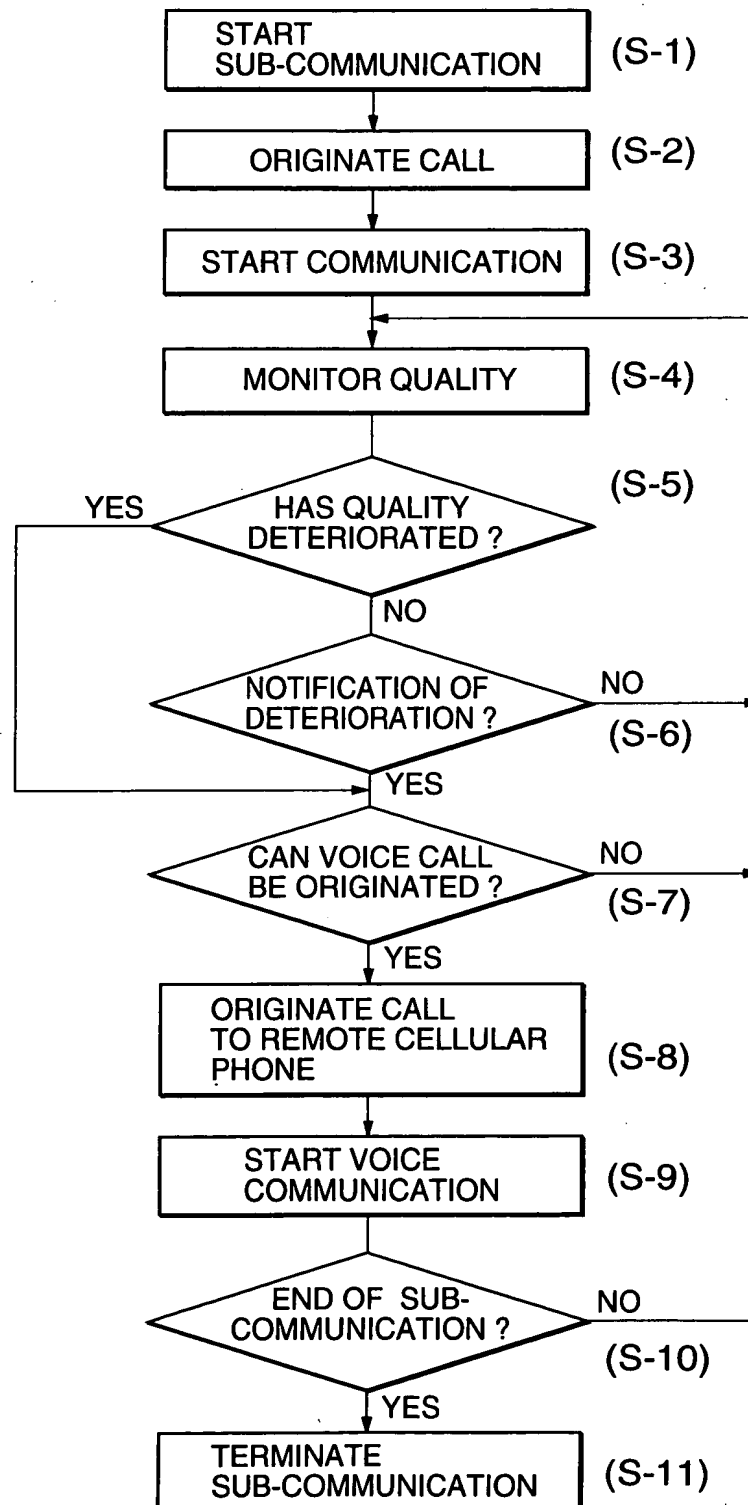 START
SUB-COMMUNICATION
(S-1)
ORIGINATE CALL
(S-2)
START COMMUNICATION
(S-3)
MONITOR QUALITY
(S-4)
(S-5)
YES
HAS QUALITY
DETERIORATED ?
NO
NOTIFICATION OF
DETERIORATION ?
NO
(S-6)
YES
CAN VOICE CALL
BE ORIGINATED ?
NO
(S-7)
YES
ORIGINATE CALL
TO REMOTE CELLULAR
PHONE
(S-8)
START VOICE
COMMUNICATION
(S-9)
END OF SUB-
COMMUNICATION ?
NO
(S-10)
YES
TERMINATE
SUB-COMMUNICATION
(S-11)